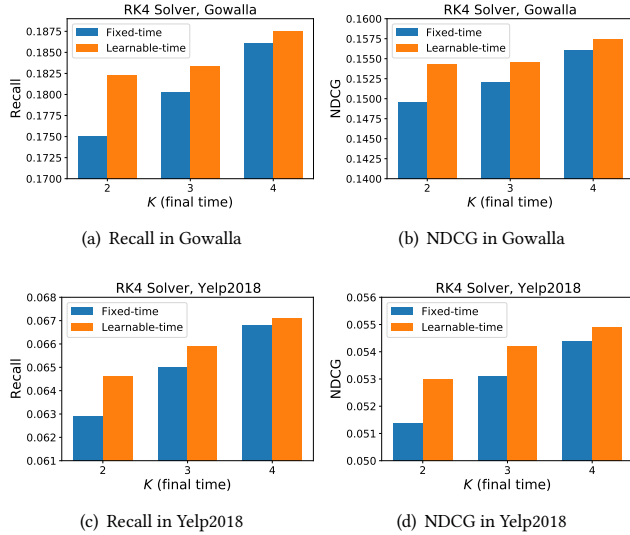 RK4 Solver, Gowalla
Recall
0.1875
0.1850
0.1825
0.1800
0.1775
0.1750
0.1725
0.1700
Fixed-time
Learnable-time
2
3
4
K (final time)
(a) Recall in Gowalla
RK4 Solver, Gowalla
NDCG
0.1600
0.1575
0.1550
0.1525
0.1500
0.1475
0.1450
0.1425
0.1400
Fixed-time
Learnable-time
2
3
4
K (final time)
(b) NDCG in Gowalla
RK4 Solver, Yelp2018
Recall
0.068
0.067
0.066
0.065
0.064
0.063
0.062
0.061
Fixed-time
Learnable-time
2
3
4
K (final time)
(c) Recall in Yelp2018
RK4 Solver, Yelp2018
NDCG
0.056
0.055
0.054
0.053
0.052
0.051
0.050
Fixed-time
Learnable-time
2
3
4
K (final time)
(d) NDCG in Yelp2018